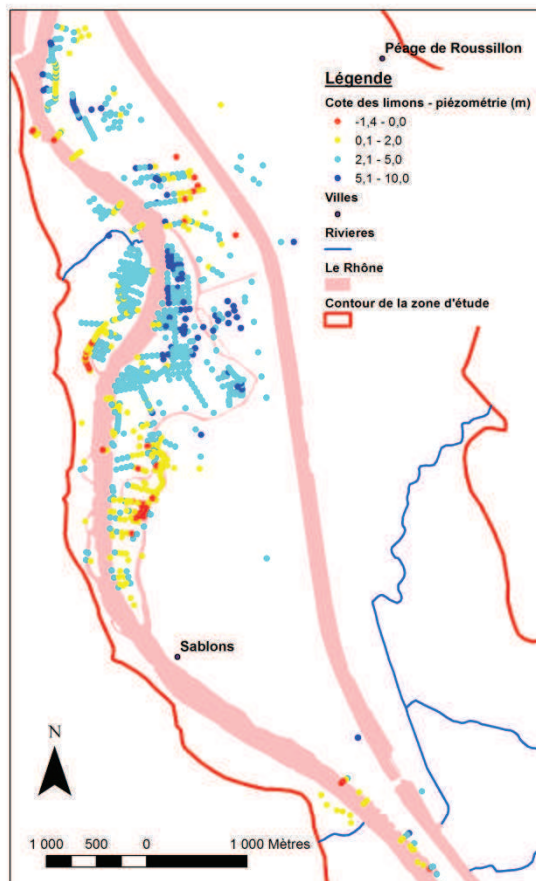 Péage de Roussillon
Légende
Cote des limons - piézométrie (m)
-1,4 - 0,0
0,1 - 2,0
2,1 - 5,0
5,1 - 10,0
Villes
Rivieres
Le Rhône
Contour de la zone d'étude
Sablons
N
1 000 500 0 1 000 Mètres